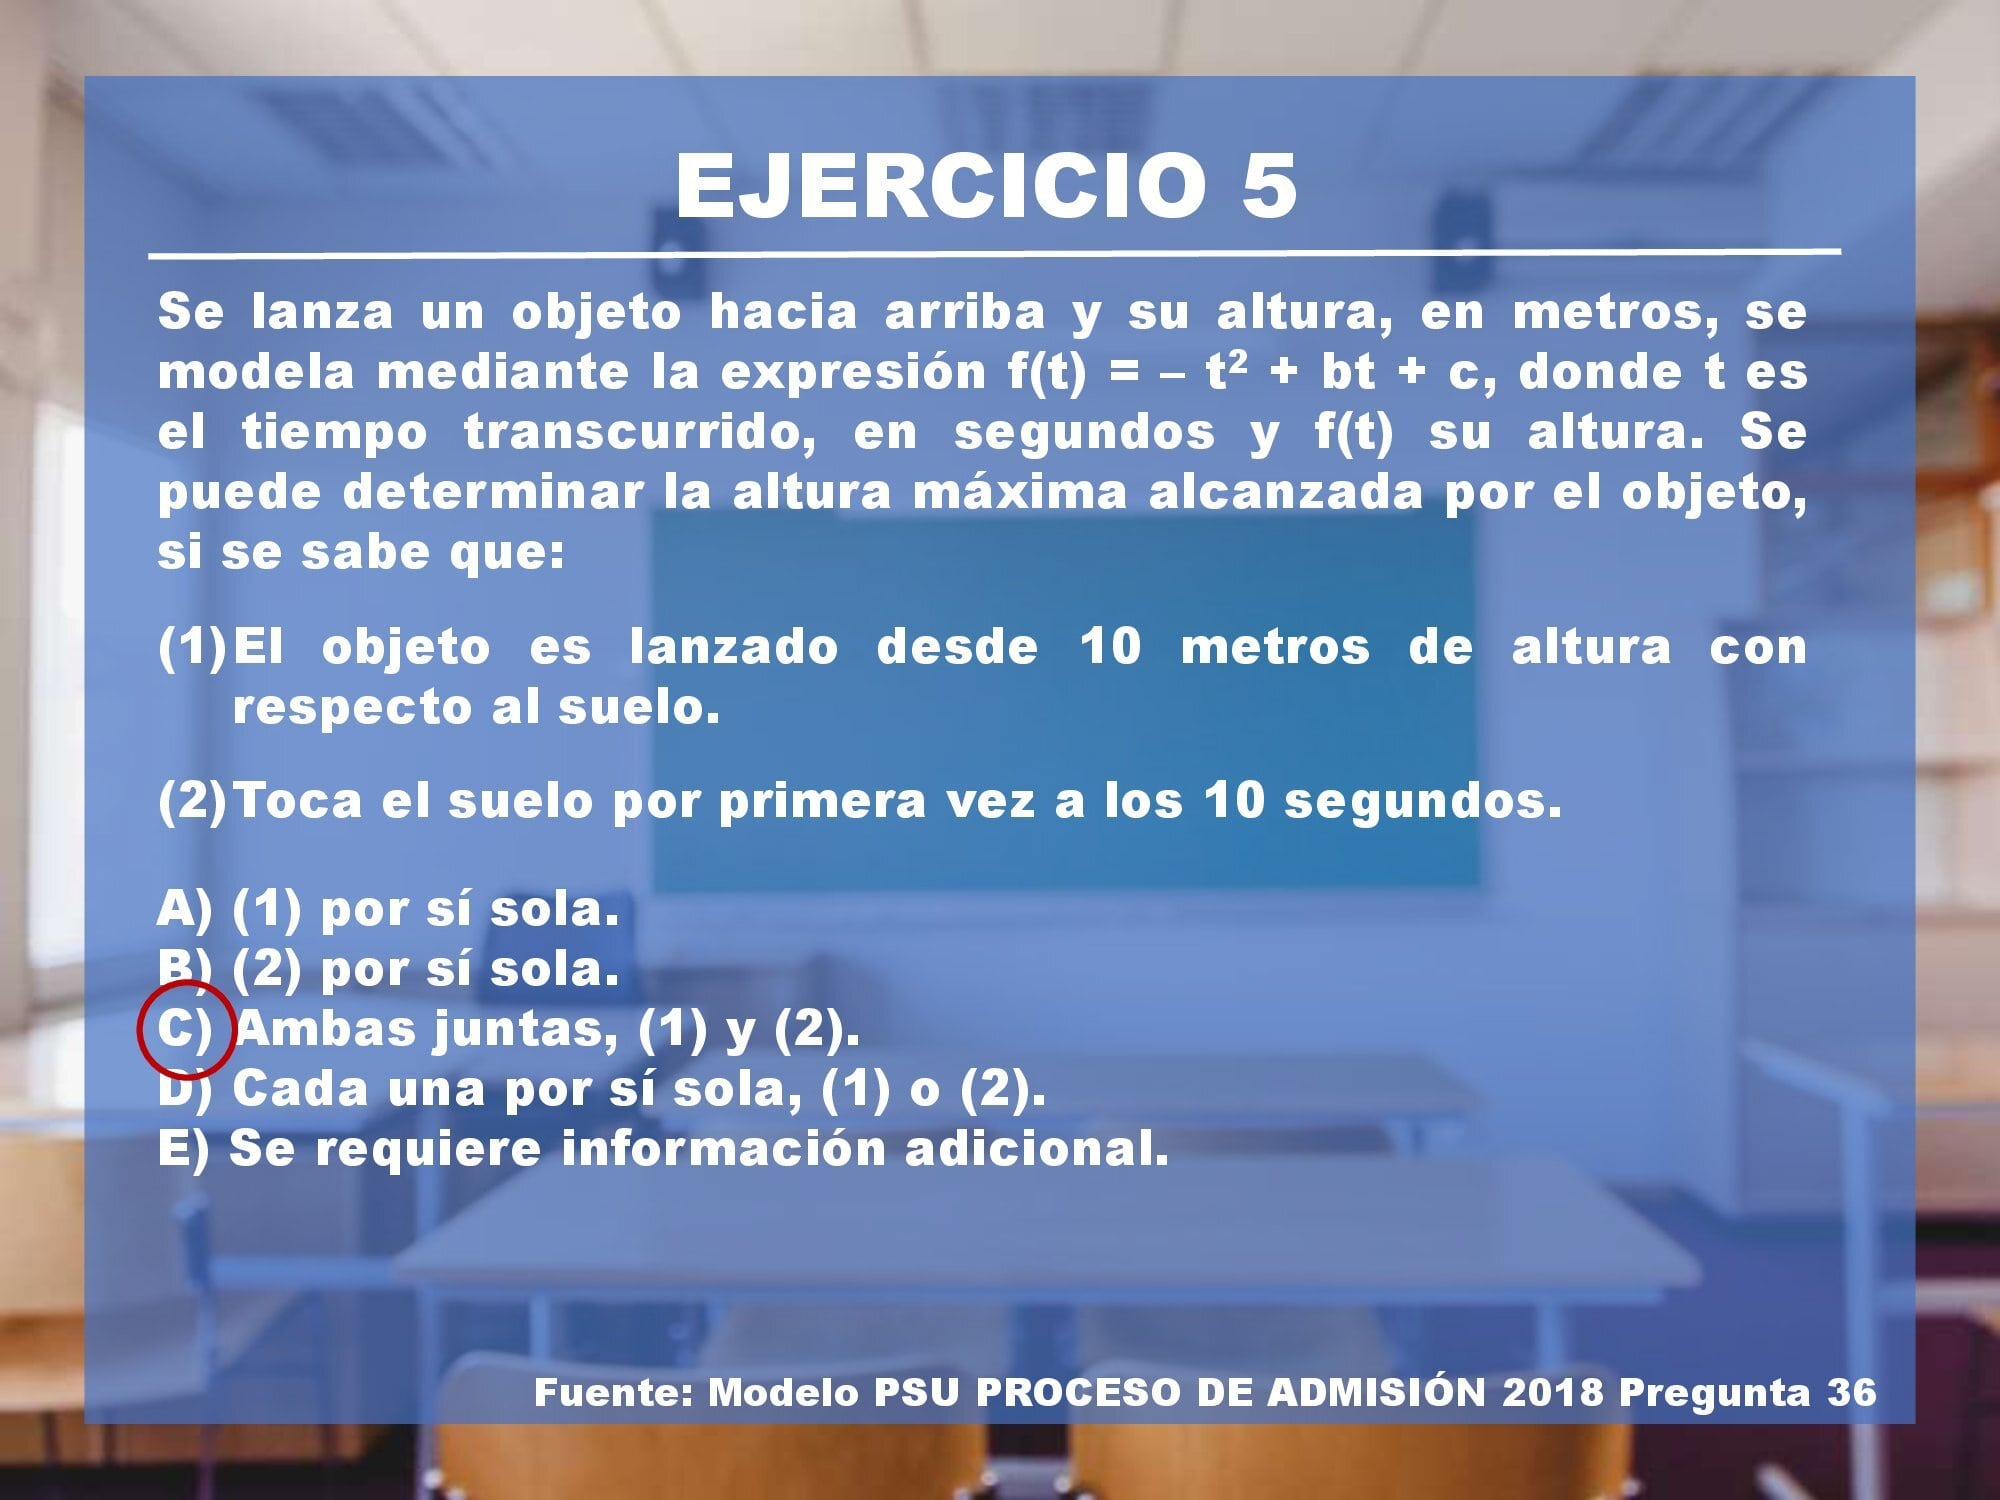 EJERCICIO 5
Se lanza un objeto hacia arriba y su altura, en metros, se
modela mediante la expresión f(t) = – t² + bt + c, donde t es
el tiempo transcurrido, en segundos y f(t) su altura. Se
puede determinar la altura máxima alcanzada por el objeto,
si se sabe que:
(1) El objeto es lanzado desde 10 metros de altura con
respecto al suelo.
(2) Toca el suelo por primera vez a los 10 segundos.
A) (1) por sí sola.
B) (2) por sí sola.
C) Ambas juntas, (1) y (2).
D) Cada una por sí sola, (1) o (2).
E) Se requiere información adicional.
Fuente: Modelo PSU PROCESO DE ADMISIÓN 2018 Pregunta 36